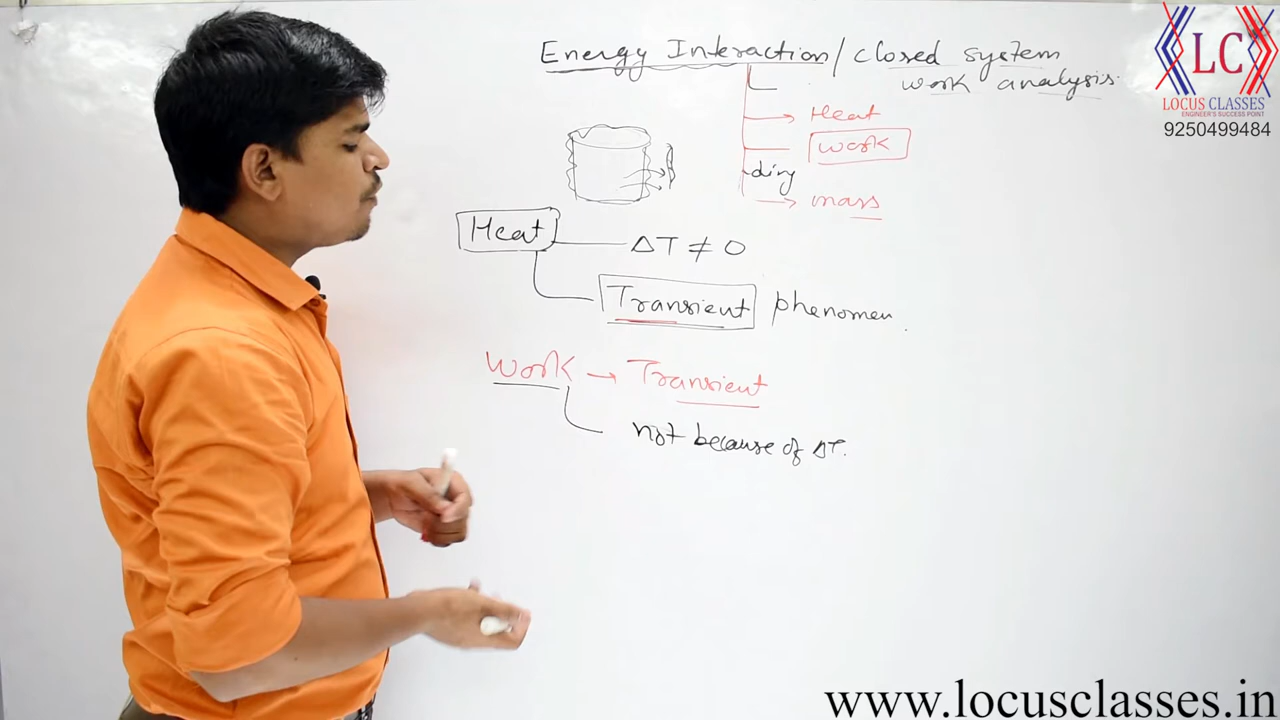 Energy Interaction / closed system
work analysis.
Heat
work
mass
Heat ΔT ≠ 0
Transient phenomen
work → Transient
not because of ΔT.
LC
LOCUS CLASSES
ENGINEER'S SUCCESS POINT
9250499484
www.locusclasses.in